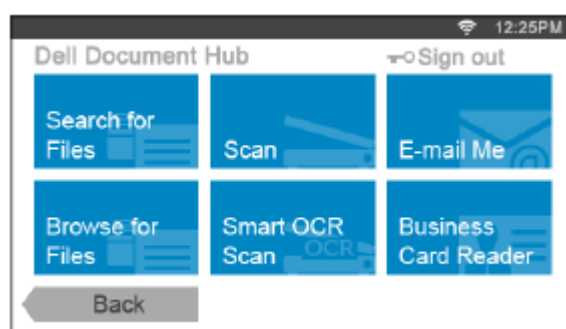 12:25PM
Dell Document Hub
Sign out
Search for
Files
Scan
E-mail Me
Browse for
Files
Smart OCR
Scan
OCR
Business
Card Reader
Back